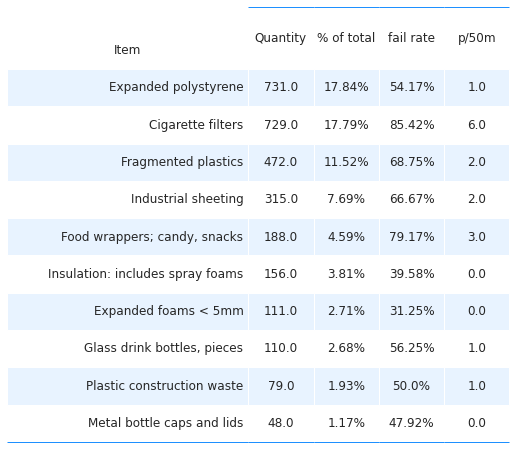 Item Quantity % of total fail rate p/50m
Expanded polystyrene 731.0 17.84% 54.17% 1.0
Cigarette filters 729.0 17.79% 85.42% 6.0
Fragmented plastics 472.0 11.52% 68.75% 2.0
Industrial sheeting 315.0 7.69% 66.67% 2.0
Food wrappers; candy, snacks 188.0 4.59% 79.17% 3.0
Insulation: includes spray foams 156.0 3.81% 39.58% 0.0
Expanded foams < 5mm 111.0 2.71% 31.25% 0.0
Glass drink bottles, pieces 110.0 2.68% 56.25% 1.0
Plastic construction waste 79.0 1.93% 50.0% 1.0
Metal bottle caps and lids 48.0 1.17% 47.92% 0.0